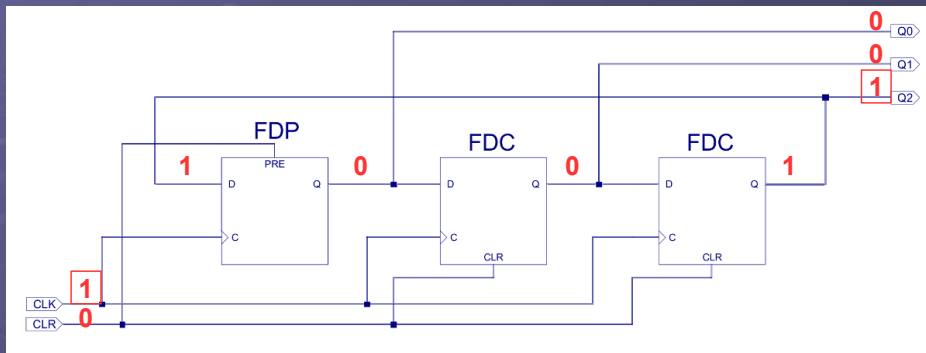 0 Q0
0 Q1
1 Q2
FDP FDC FDC
PRE
1 D Q 0 D Q 0 D Q 1
C C C
CLR CLR
1
CLK
CLR 0